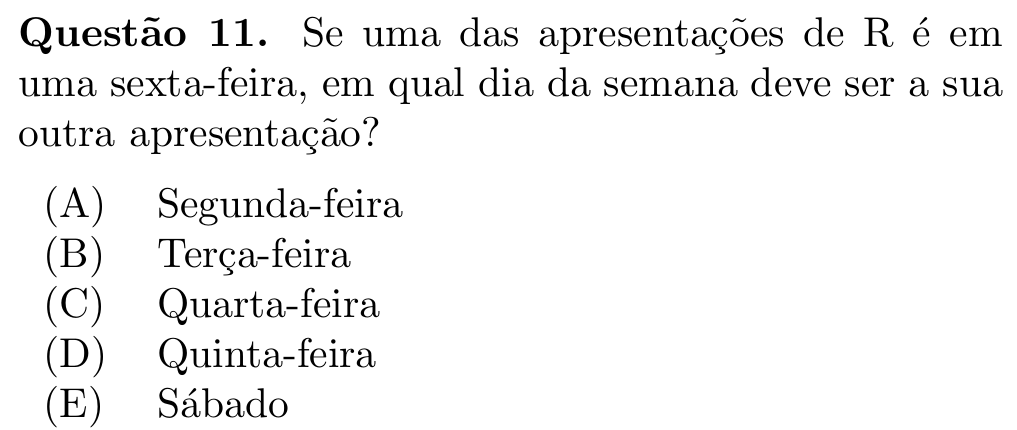 Questão 11. Se uma das apresentações de R é em
uma sexta-feira, em qual dia da semana deve ser a sua
outra apresentação?
(A) Segunda-feira
(B) Terça-feira
(C) Quarta-feira
(D) Quinta-feira
(E) Sábado